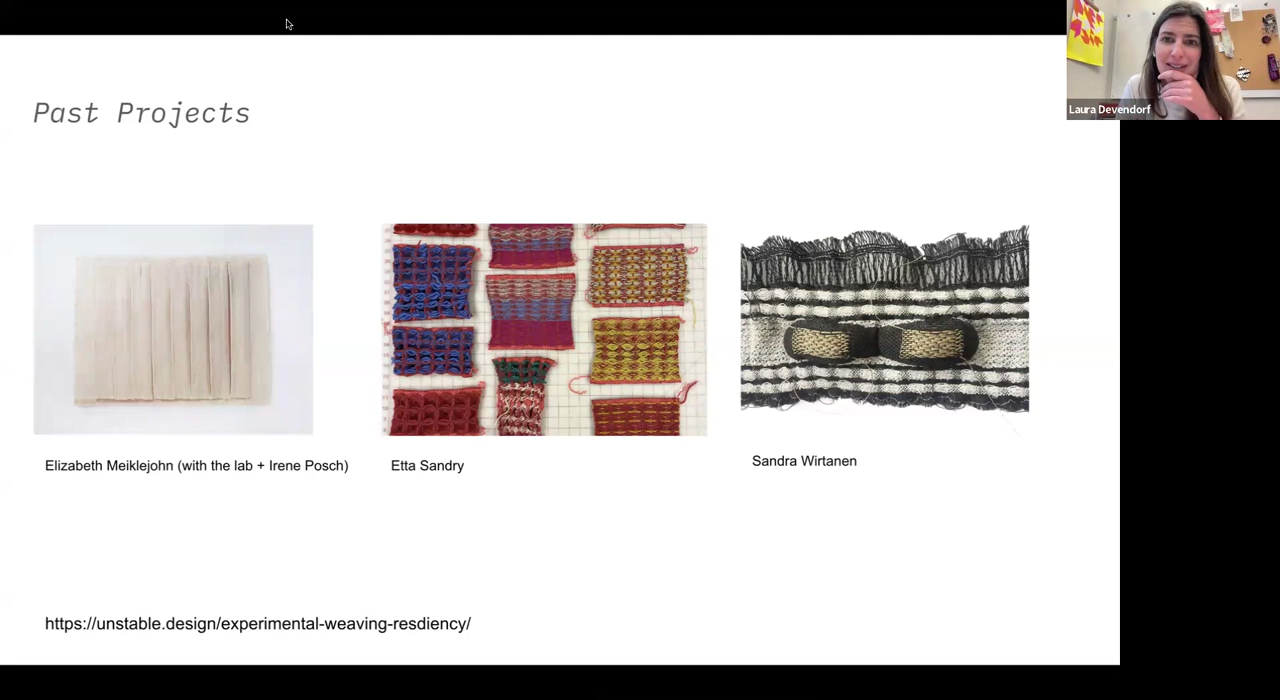 Past Projects
Laura Devendorf
Elizabeth Meiklejohn (with the lab + Irene Posch)
Etta Sandry
Sandra Wirtanen
https://unstable.design/experimental-weaving-resdiency/